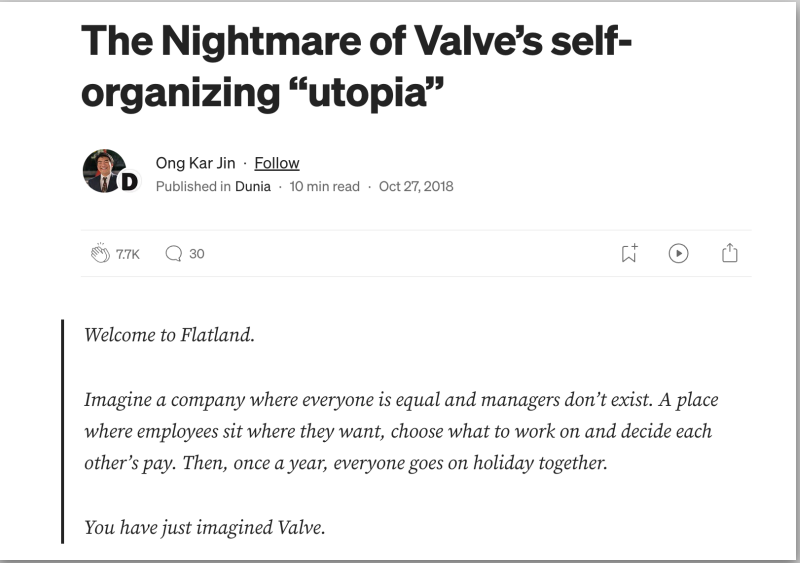 The Nightmare of Valve’s self-
organizing “utopia”
Ong Kar Jin · Follow
D
Published in Dunia · 10 min read · Oct 27, 2018
7.7K 30
Welcome to Flatland.
Imagine a company where everyone is equal and managers don’t exist. A place
where employees sit where they want, choose what to work on and decide each
other’s pay. Then, once a year, everyone goes on holiday together.
You have just imagined Valve.